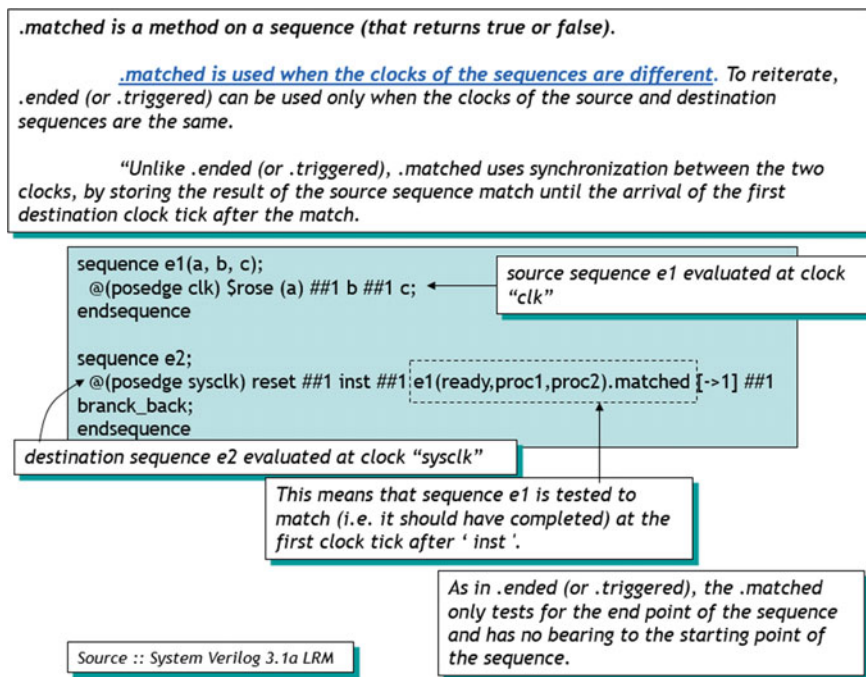 .matched is a method on a sequence (that returns true or false).
.matched is used when the clocks of the sequences are different. To reiterate,
.ended (or .triggered) can be used only when the clocks of the source and destination
sequences are the same.
“Unlike .ended (or .triggered), .matched uses synchronization between the two
clocks, by storing the result of the source sequence match until the arrival of the first
destination clock tick after the match.
sequence e1(a, b, c);
@(posedge clk) $rose (a) ##1 b ##1 c;
endsequence
source sequence e1 evaluated at clock
“clk”
sequence e2;
@(posedge sysclk) reset ##1 inst ##1 e1(ready,proc1,proc2).matched [->1] ##1
branck_back;
endsequence
destination sequence e2 evaluated at clock “sysclk”
This means that sequence e1 is tested to
match (i.e. it should have completed) at the
first clock tick after ‘ inst '.
As in .ended (or .triggered), the .matched
only tests for the end point of the sequence
and has no bearing to the starting point of
the sequence.
Source :: System Verilog 3.1a LRM